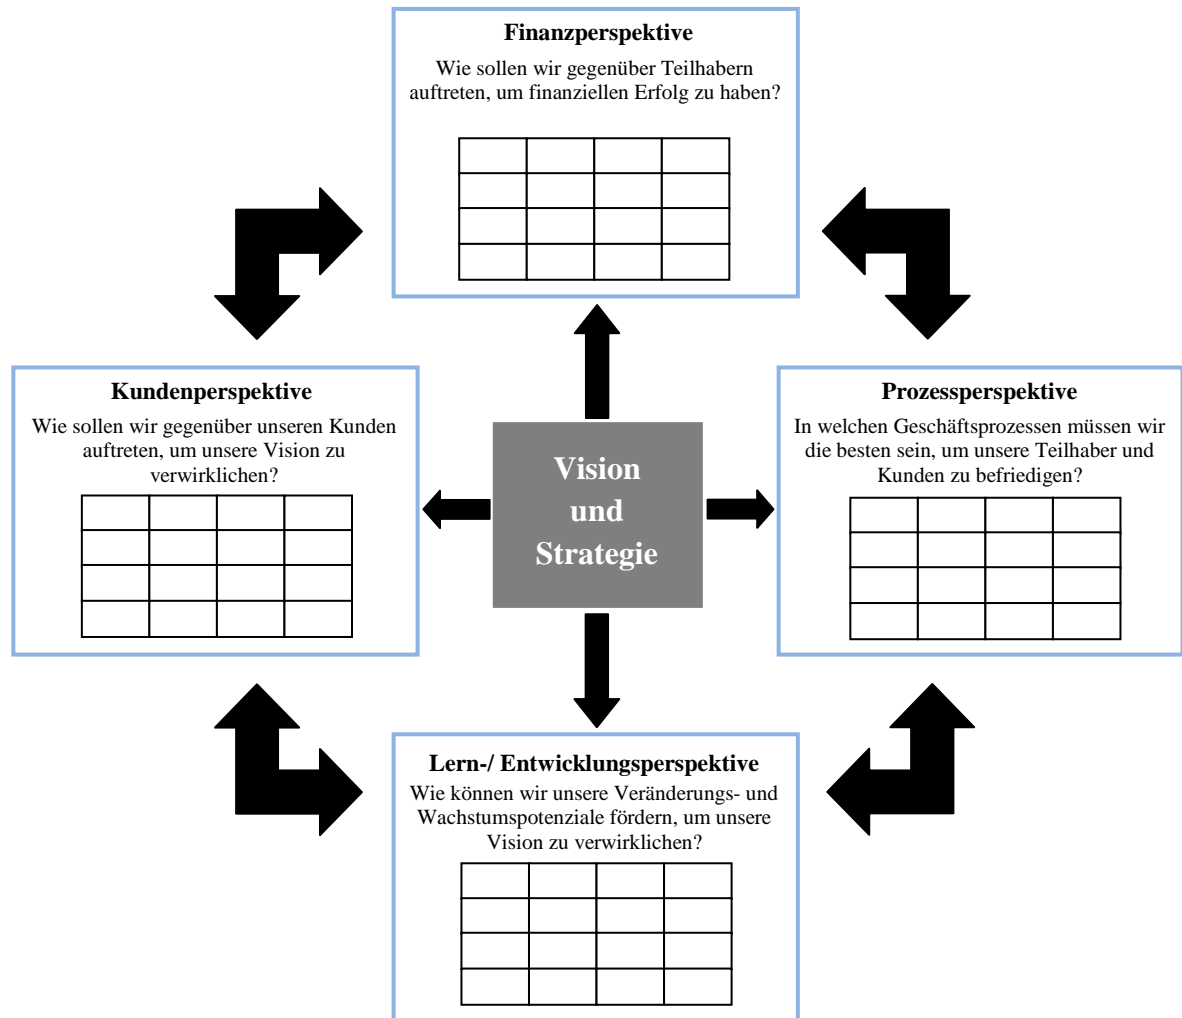 Finanzperspektive
Wie sollen wir gegenüber Teilhabern
auftreten, um finanziellen Erfolg zu haben?
Kundenperspektive
Wie sollen wir gegenüber unseren Kunden
auftreten, um unsere Vision zu
verwirklichen?
Vision
und
Strategie
Prozessperspektive
In welchen Geschäftsprozessen müssen wir
die besten sein, um unsere Teilhaber und
Kunden zu befriedigen?
Lern-/ Entwicklungsperspektive
Wie können wir unsere Veränderungs- und
Wachstumspotenziale fördern, um unsere
Vision zu verwirklichen?